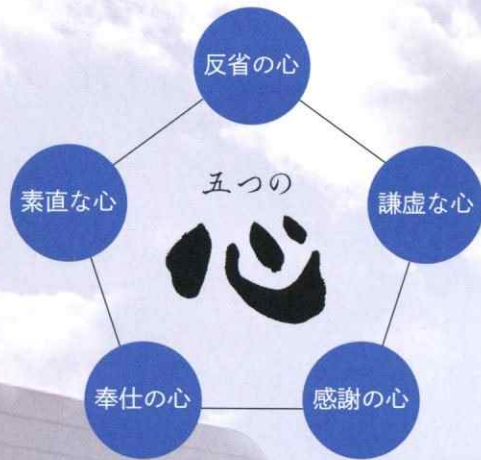 反省の心
素直な心
謙虚な心
五つの
心
奉仕の心
感謝の心